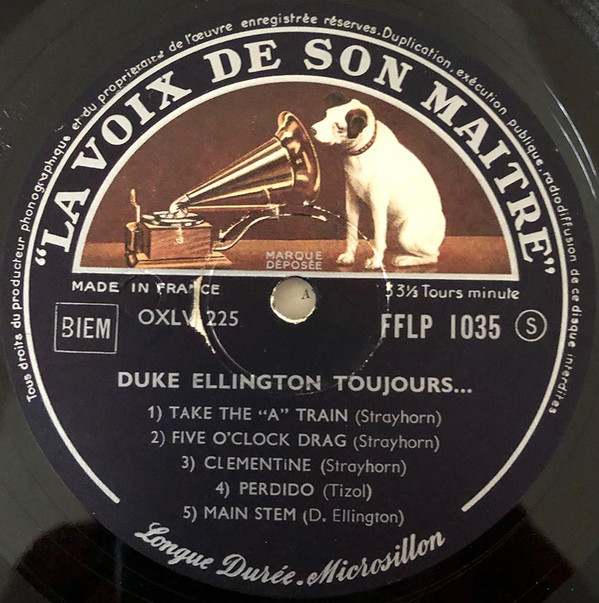 Tous droits du producteur phonographique et du propriétaire de l'œuvre enregistrée réservés. Duplication, exécution publique, radiodiffusion de ce disque interdites
"LA VOIX DE SON MAITRE"
MARQUE
DÉPOSÉE
MADE IN FRANCE
33⅓ Tours minute
A
BIEM
OXLV 225
FFLP 1035
S
DUKE ELLINGTON TOUJOURS...
1) TAKE THE "A" TRAIN (Strayhorn)
2) FIVE O'CLOCK DRAG (Strayhorn)
3) CLEMENTINE (Strayhorn)
4) PERDIDO (Tizol)
5) MAIN STEM (D. Ellington)
Longue Durée. Microsillon